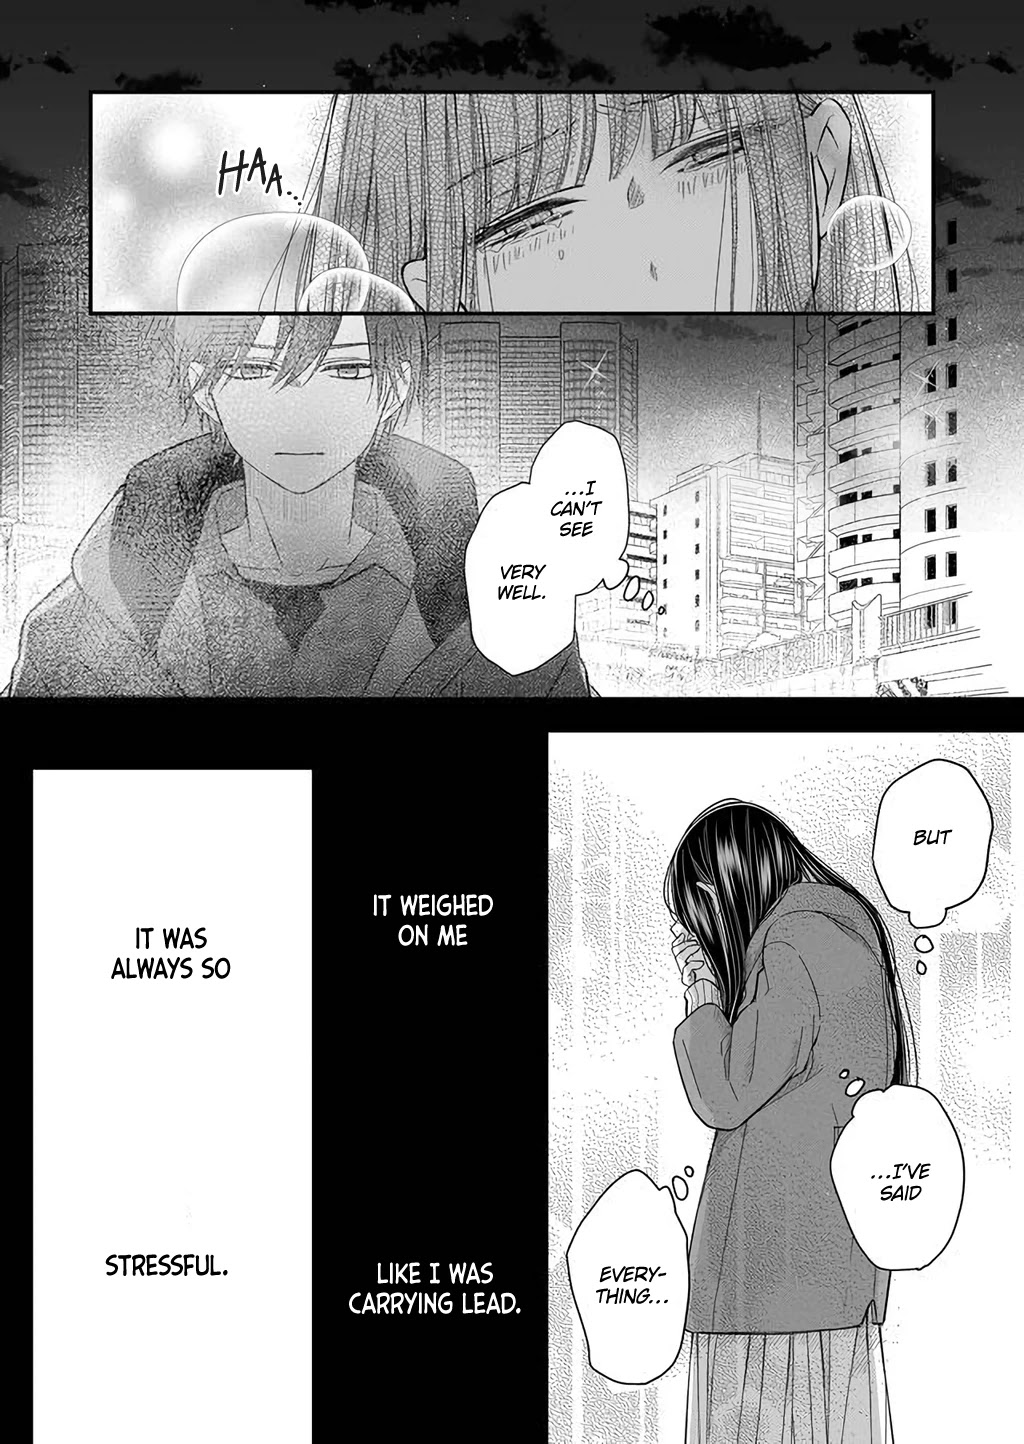 HAA...
...I
CAN'T
SEE
VERY
WELL.
BUT
...I'VE
SAID
EVERY-
THING...
IT WEIGHED
ON ME
LIKE I WAS
CARRYING LEAD.
IT WAS
ALWAYS SO
STRESSFUL.